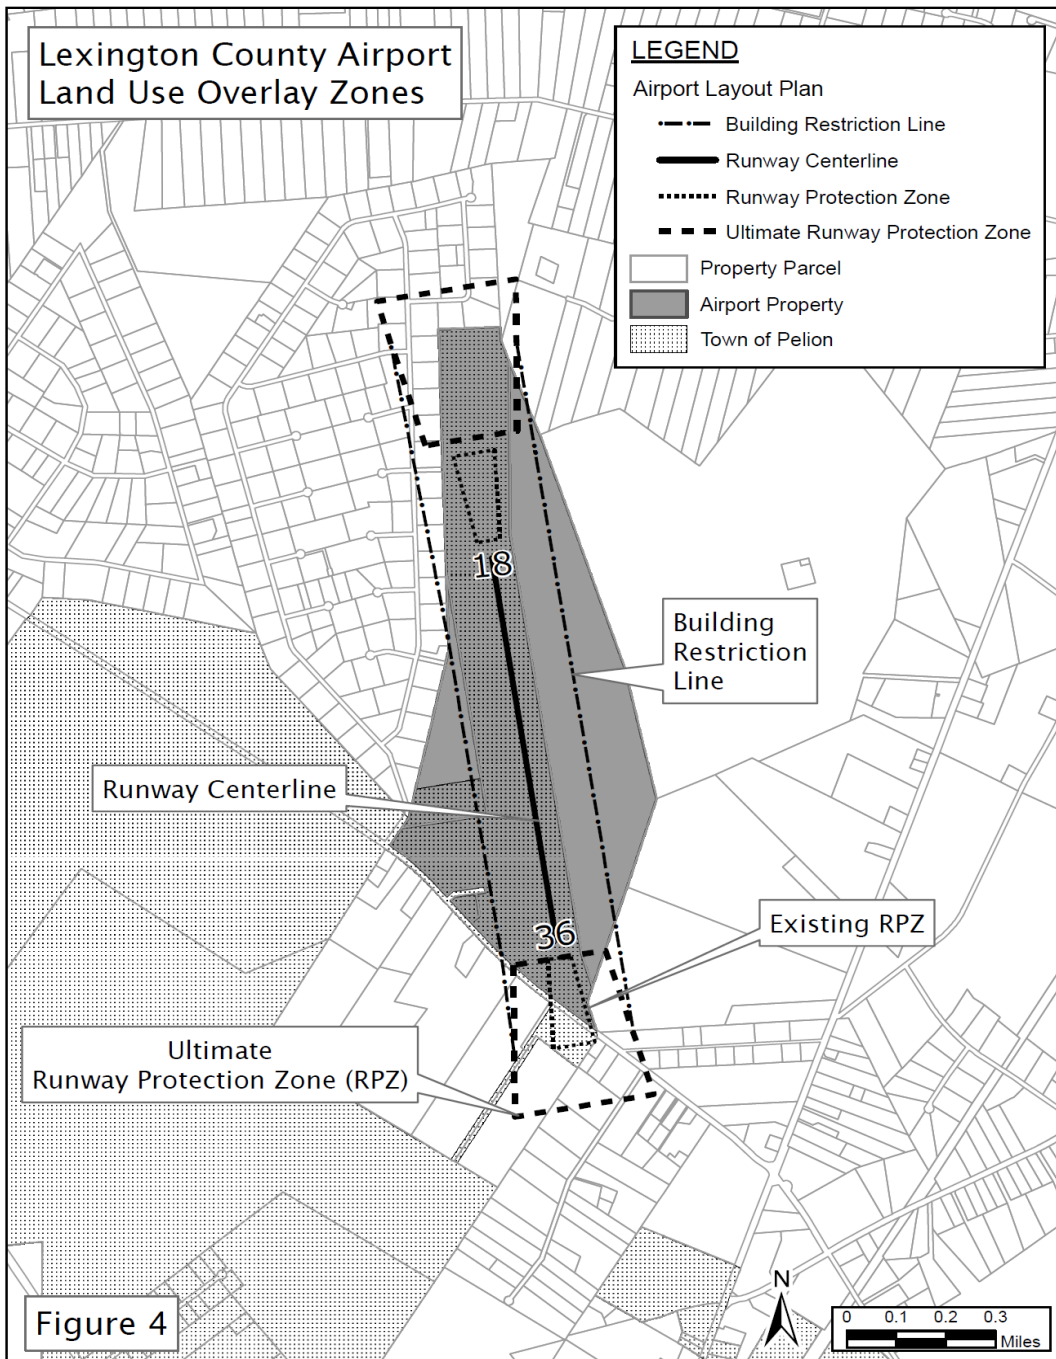 Lexington County Airport
Land Use Overlay Zones
LEGEND
Airport Layout Plan
Building Restriction Line
Runway Centerline
Runway Protection Zone
Ultimate Runway Protection Zone
Property Parcel
Airport Property
Town of Pelion
18
Building
Restriction
Line
Runway Centerline
36
Existing RPZ
Ultimate
Runway Protection Zone (RPZ)
N
Figure 4
0 0.1 0.2 0.3
Miles